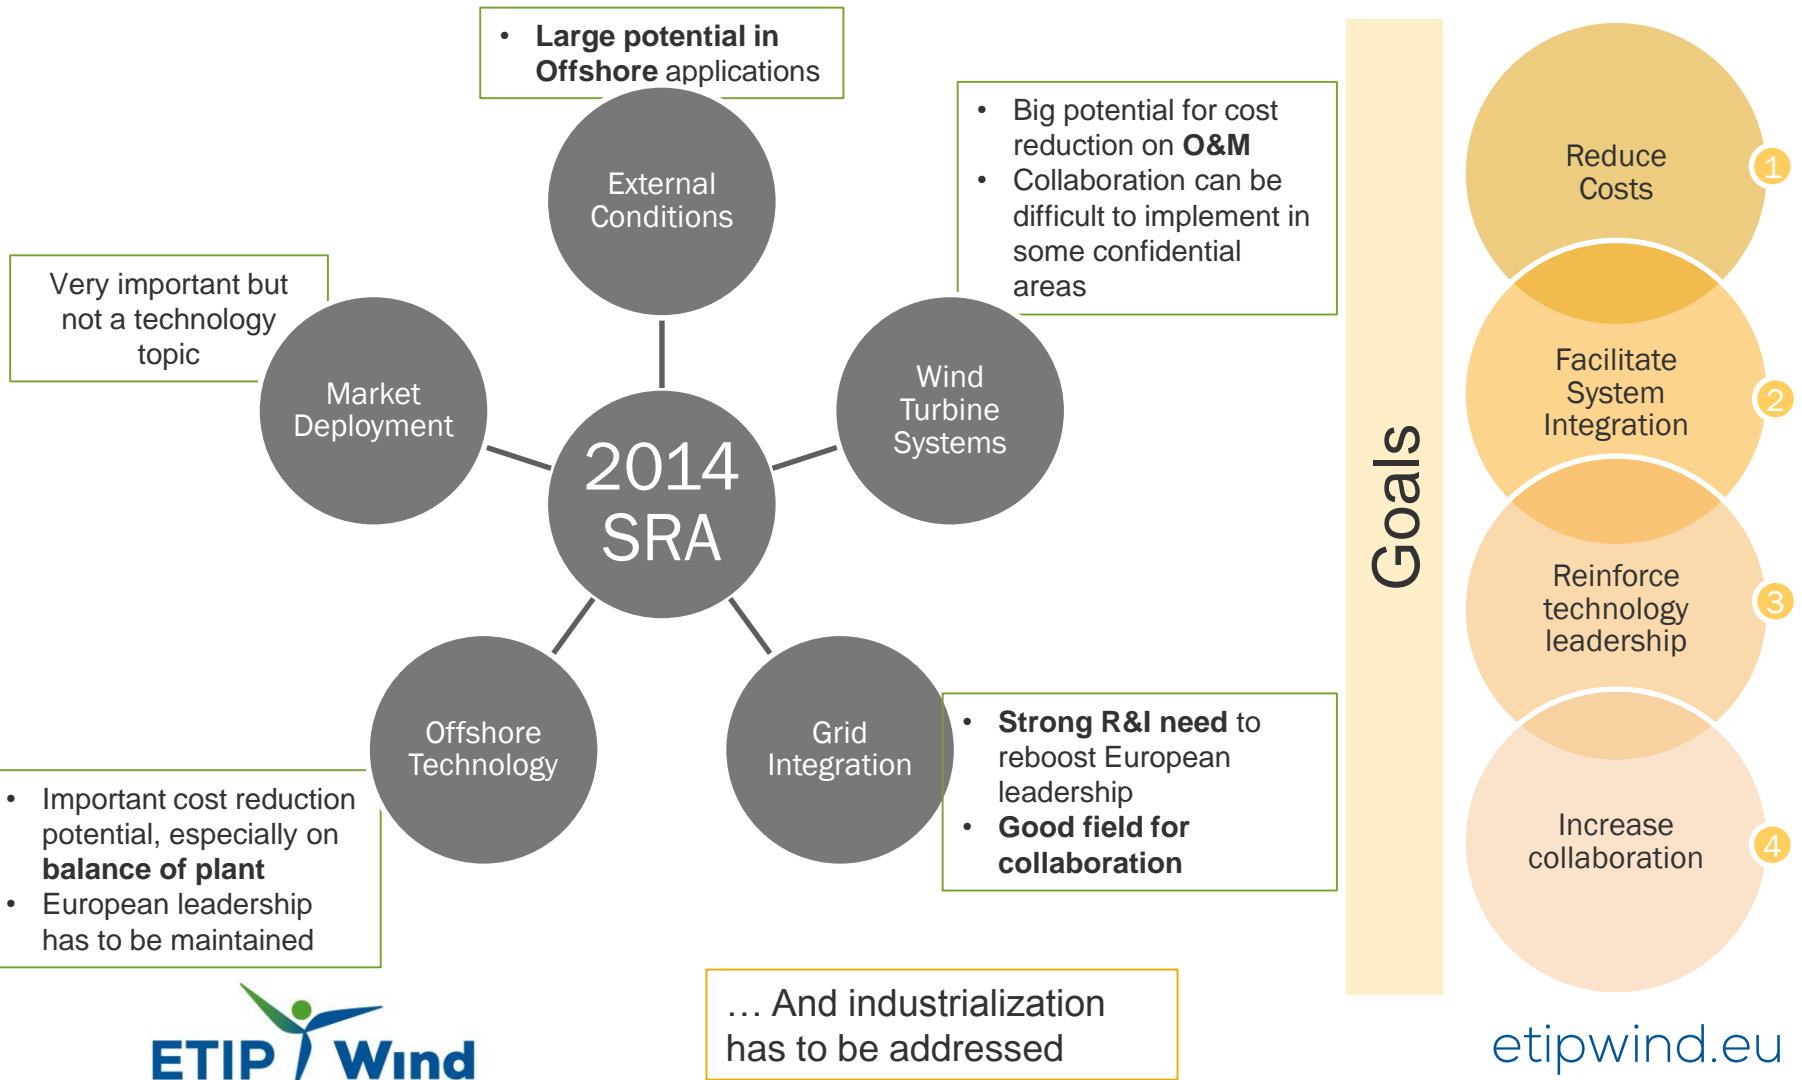 • Large potential in
Offshore applications
External
Conditions
• Big potential for cost
reduction on O&M
• Collaboration can be
difficult to implement in
some confidential
areas
Wind
Turbine
Systems
Very important but
not a technology
topic
Market
Deployment
2014
SRA
Offshore
Technology
• Important cost reduction
potential, especially on
balance of plant
• European leadership
has to be maintained
Grid
Integration
• Strong R&I need to
reboost European
leadership
• Good field for
collaboration
… And industrialization
has to be addressed
Goals
Reduce
Costs
1
Facilitate
System
Integration
2
Reinforce
technology
leadership
3
Increase
collaboration
4
ETIP Wind
etipwind.eu